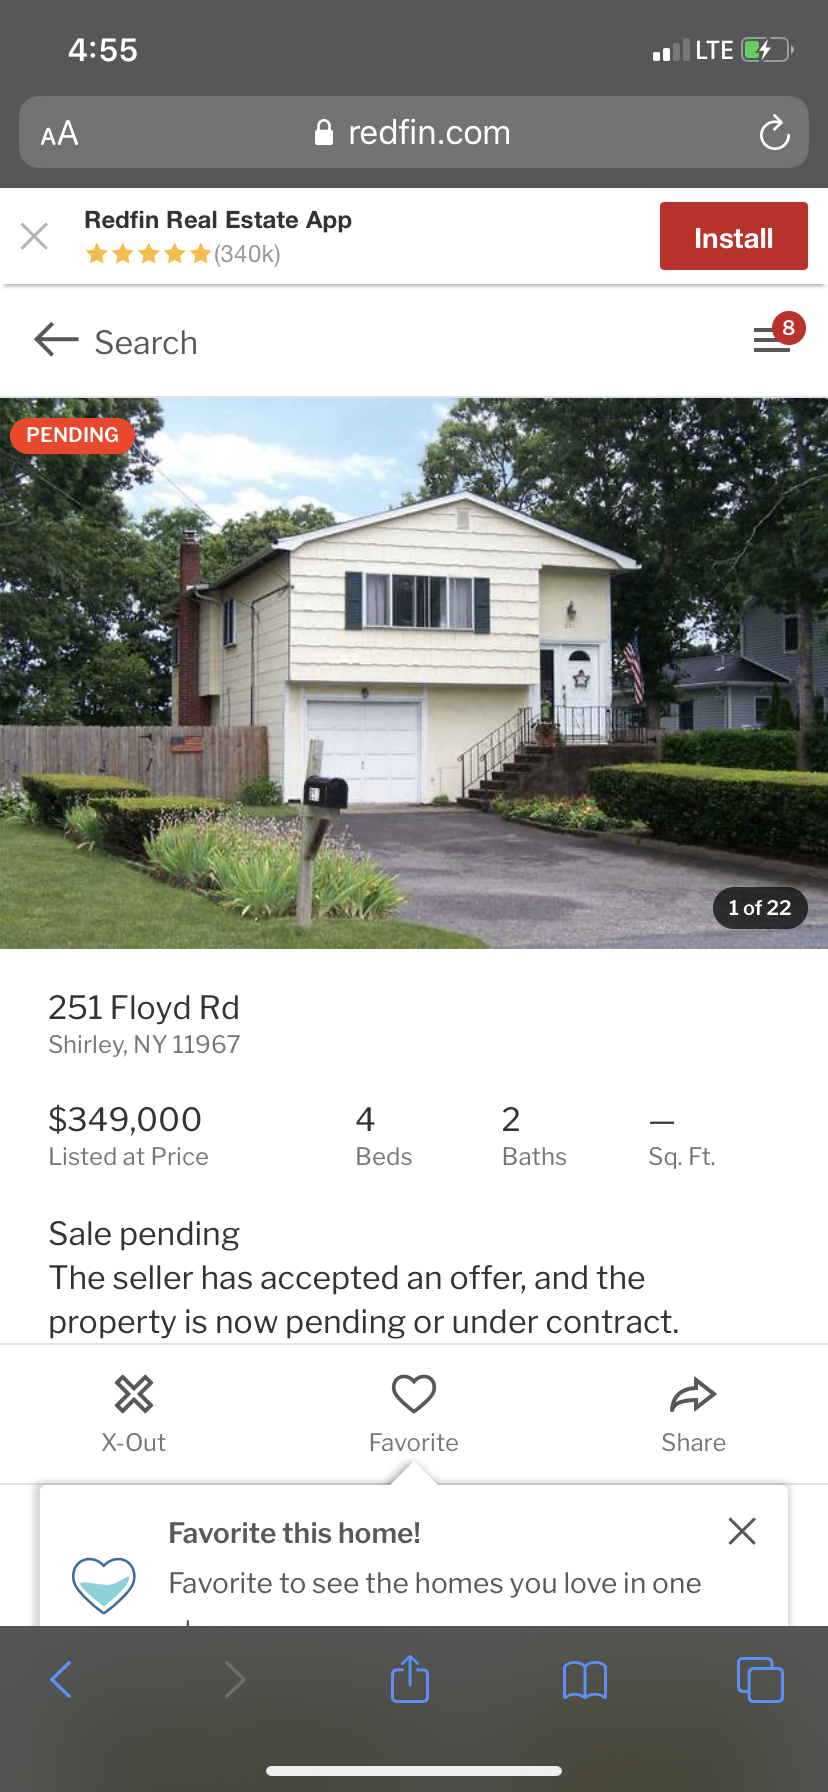 4:55
LTE
AA
redfin.com
Redfin Real Estate App
(340k)
Install
Search
8
PENDING
1 of 22
251 Floyd Rd
Shirley, NY 11967
$349,000
4
2
—
Listed at Price
Beds
Baths
Sq. Ft.
Sale pending
The seller has accepted an offer, and the
property is now pending or under contract.
X-Out
Favorite
Share
Favorite this home!
Favorite to see the homes you love in one